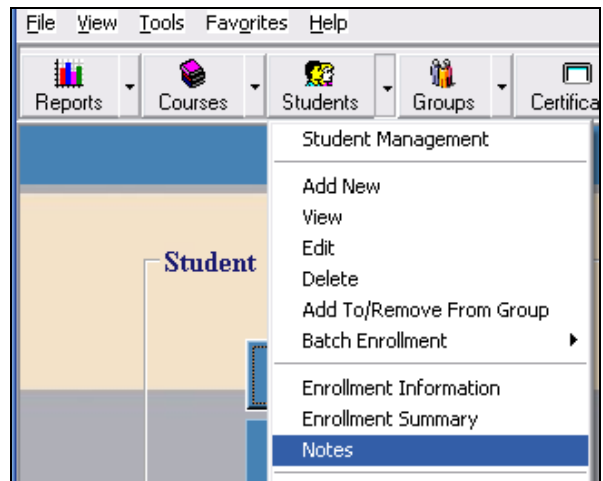 File View Tools Favorites Help
Reports Courses Students Groups Certifica
Student Management
Add New
View
Student
Edit
Delete
Add To/Remove From Group
Batch Enrollment
Enrollment Information
Enrollment Summary
Notes